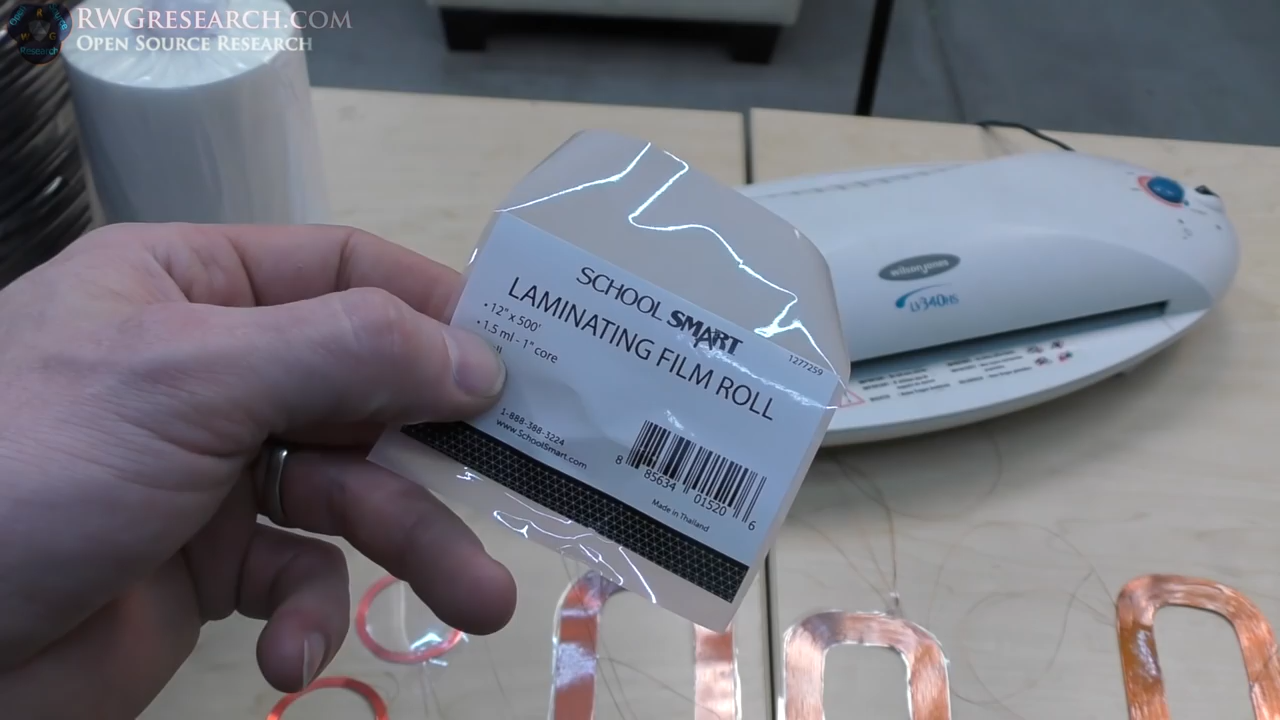 RWGRESEARCH.COM
OPEN SOURCE RESEARCH
SCHOOL SMART
LAMINATING FILM ROLL
• 12" x 500'
• 1.5 ml - 1" core
1277259
1-888-388-3224
www.SchoolSmart.com
8 85634 01520 6
Made in Thailand
wilson jones
LV340HS